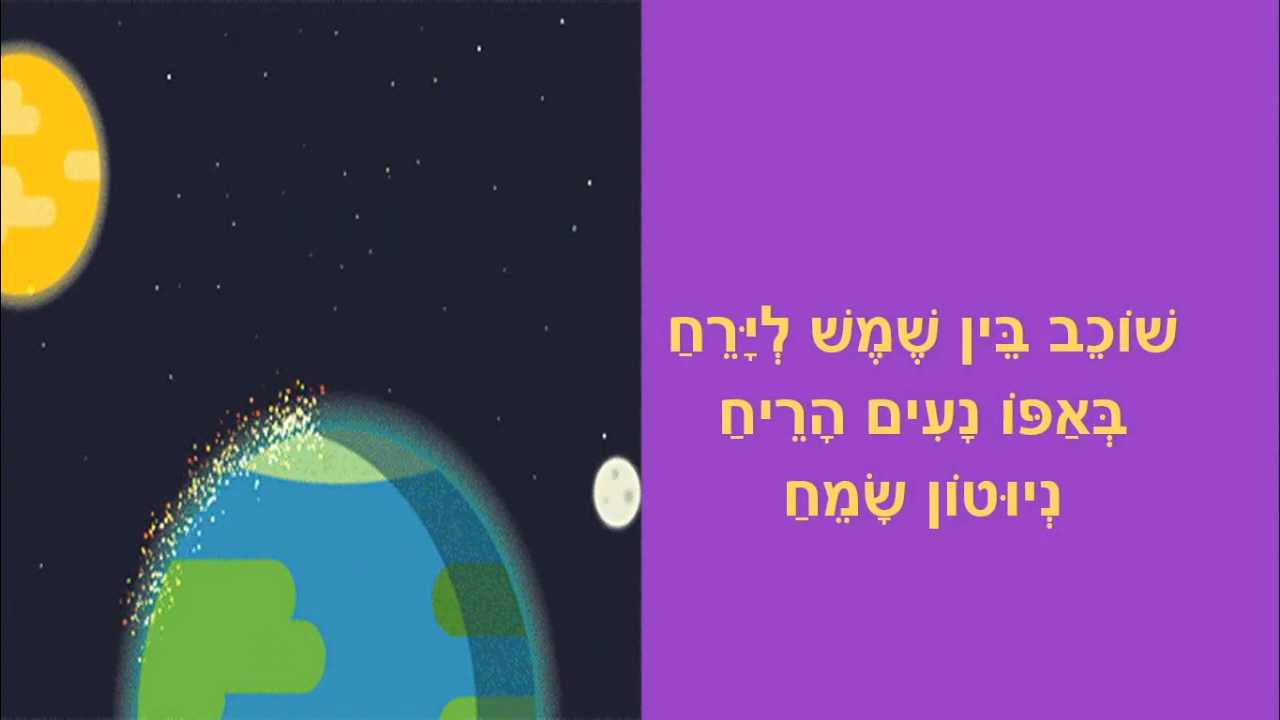 שׁוֹכֵב בֵּין שֶׁמֶשׁ לְיָּרֵחַ
בְּאַפּוֹ נָעִים הָרֵיחַ
נְיוּטוֹן שָׂמֵחַ